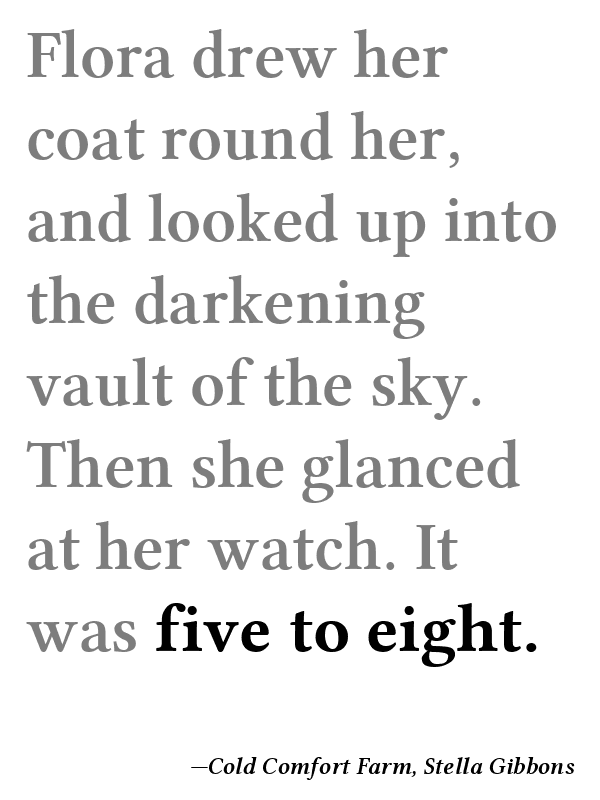 Flora drew her
coat round her,
and looked up into
the darkening
vault of the sky.
Then she glanced
at her watch. It
was five to eight.
—Cold Comfort Farm, Stella Gibbons